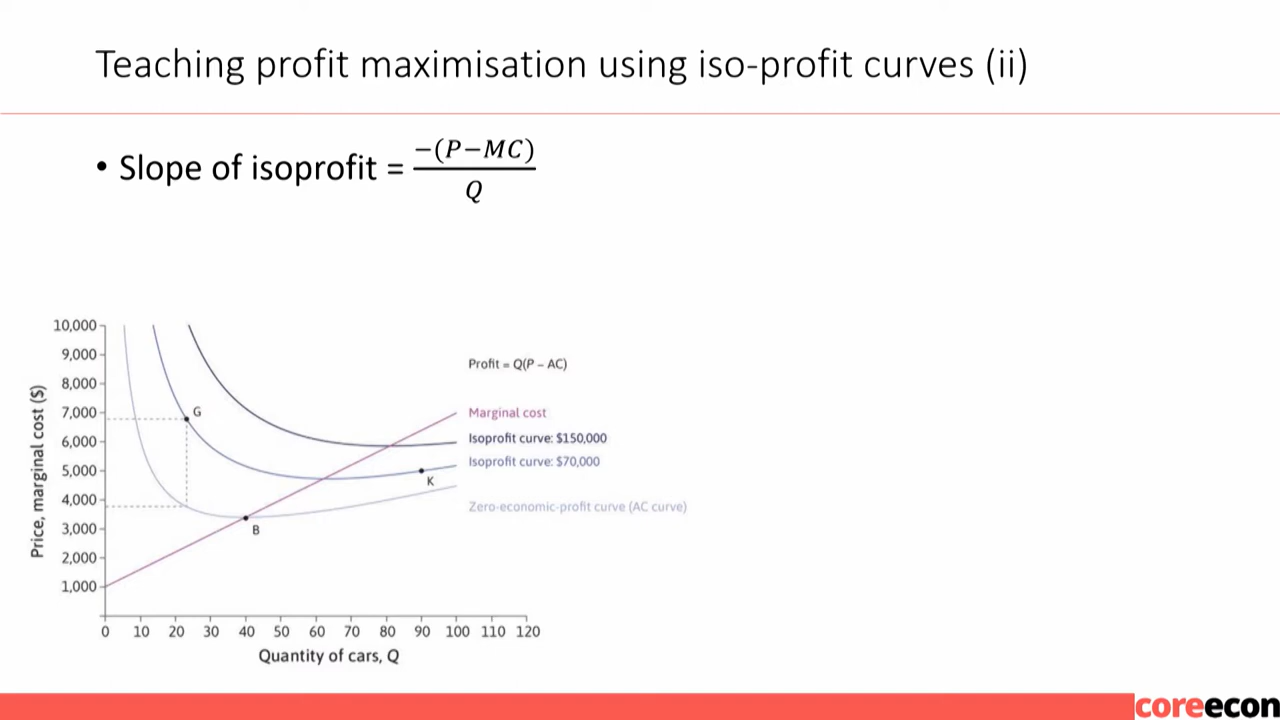 Teaching profit maximisation using iso-profit curves (ii)
• Slope of isoprofit = −(P−MC)/Q
10,000
9,000
8,000
7,000
6,000
5,000
4,000
3,000
2,000
1,000
Price, marginal cost ($)
G
K
B
Profit = Q(P – AC)
Marginal cost
Isoprofit curve: $150,000
Isoprofit curve: $70,000
Zero-economic-profit curve (AC curve)
0 10 20 30 40 50 60 70 80 90 100 110 120
Quantity of cars, Q
coreecon